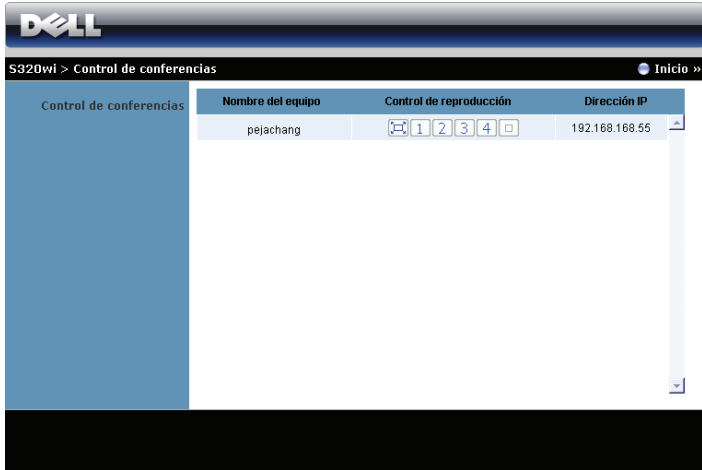 DELL
S320wi > Control de conferencias
Inicio »
Control de conferencias
Nombre del equipo Control de reproducción Dirección IP
pejachang 1 2 3 4 192.168.168.55